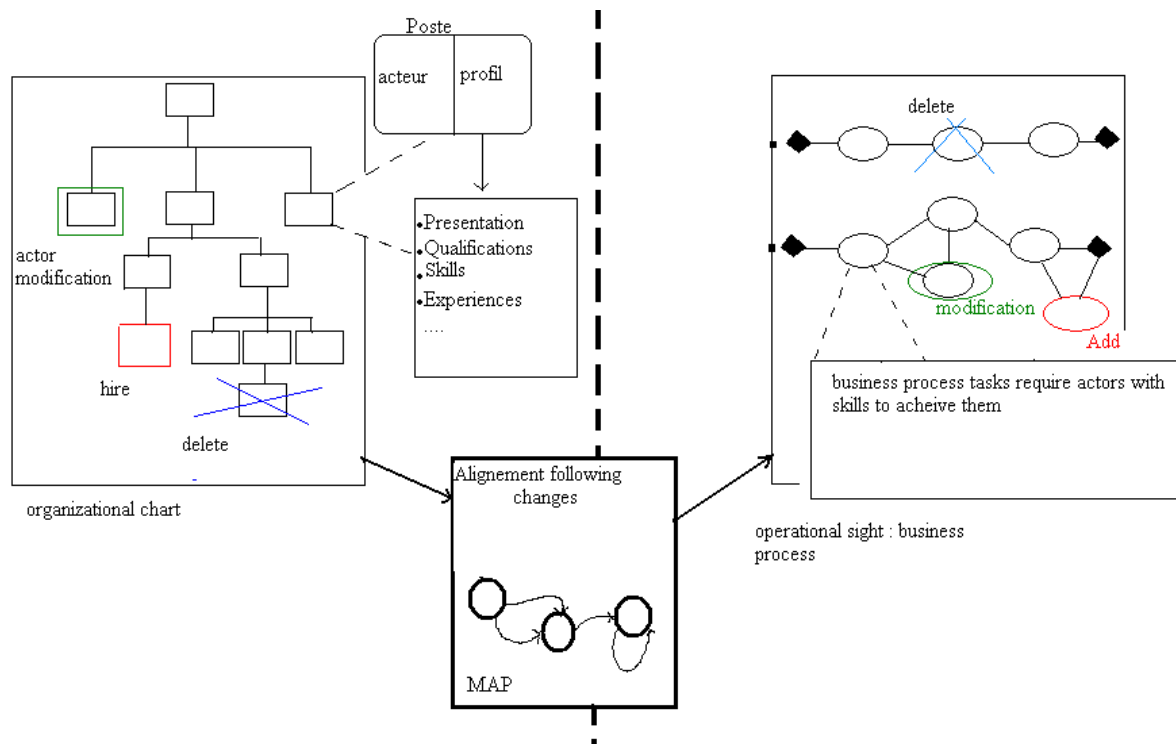 Poste
acteur
profil
Presentation
Qualifications
Skills
Experiences
....
actor
modification
hire
delete
organizational chart
Alignement following
changes
MAP
delete
modification
Add
business process tasks require actors with
skills to acheive them
operational sight : business
process